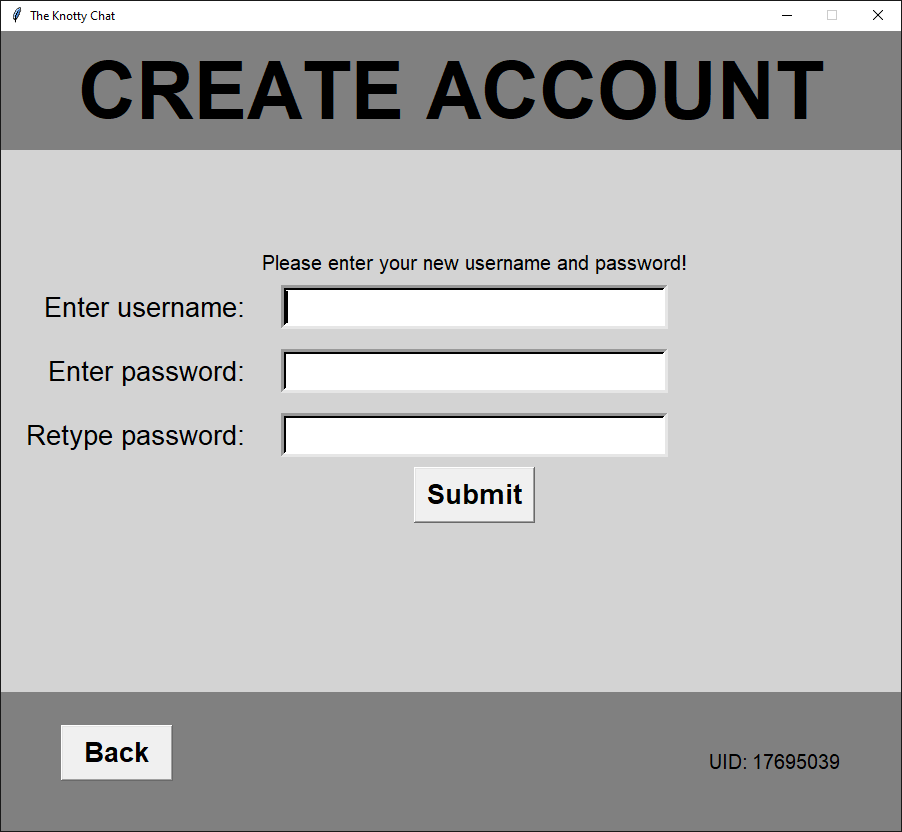 The Knotty Chat
CREATE ACCOUNT
Please enter your new username and password!
Enter username:
Enter password:
Retype password:
Submit
Back
UID: 17695039